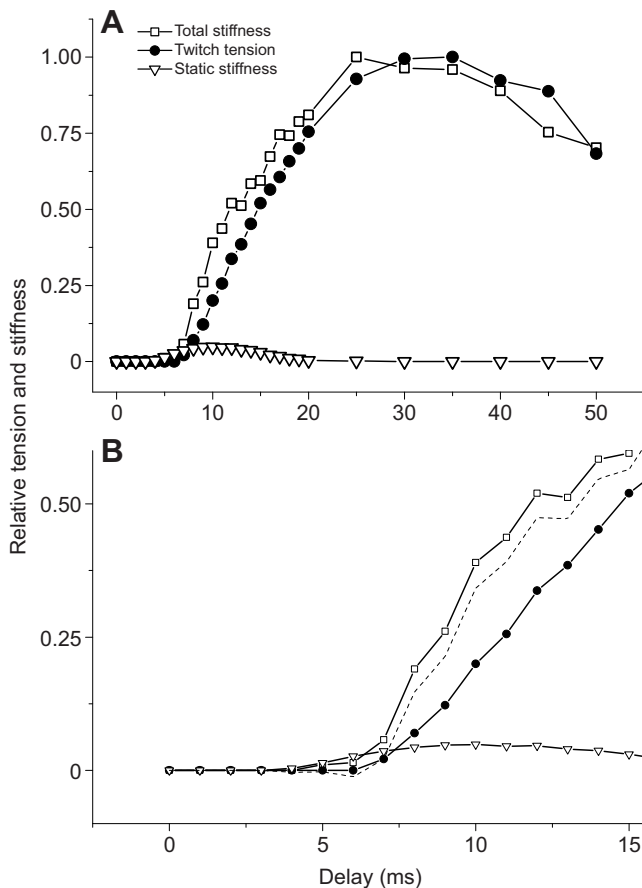 A
Total stiffness
Twitch tension
Static stiffness
1.00
0.75
0.50
0.25
0
0 10 20 30 40 50
Relative tension and stiffness
B
0.50
0.25
0
0 5 10 15
Delay (ms)